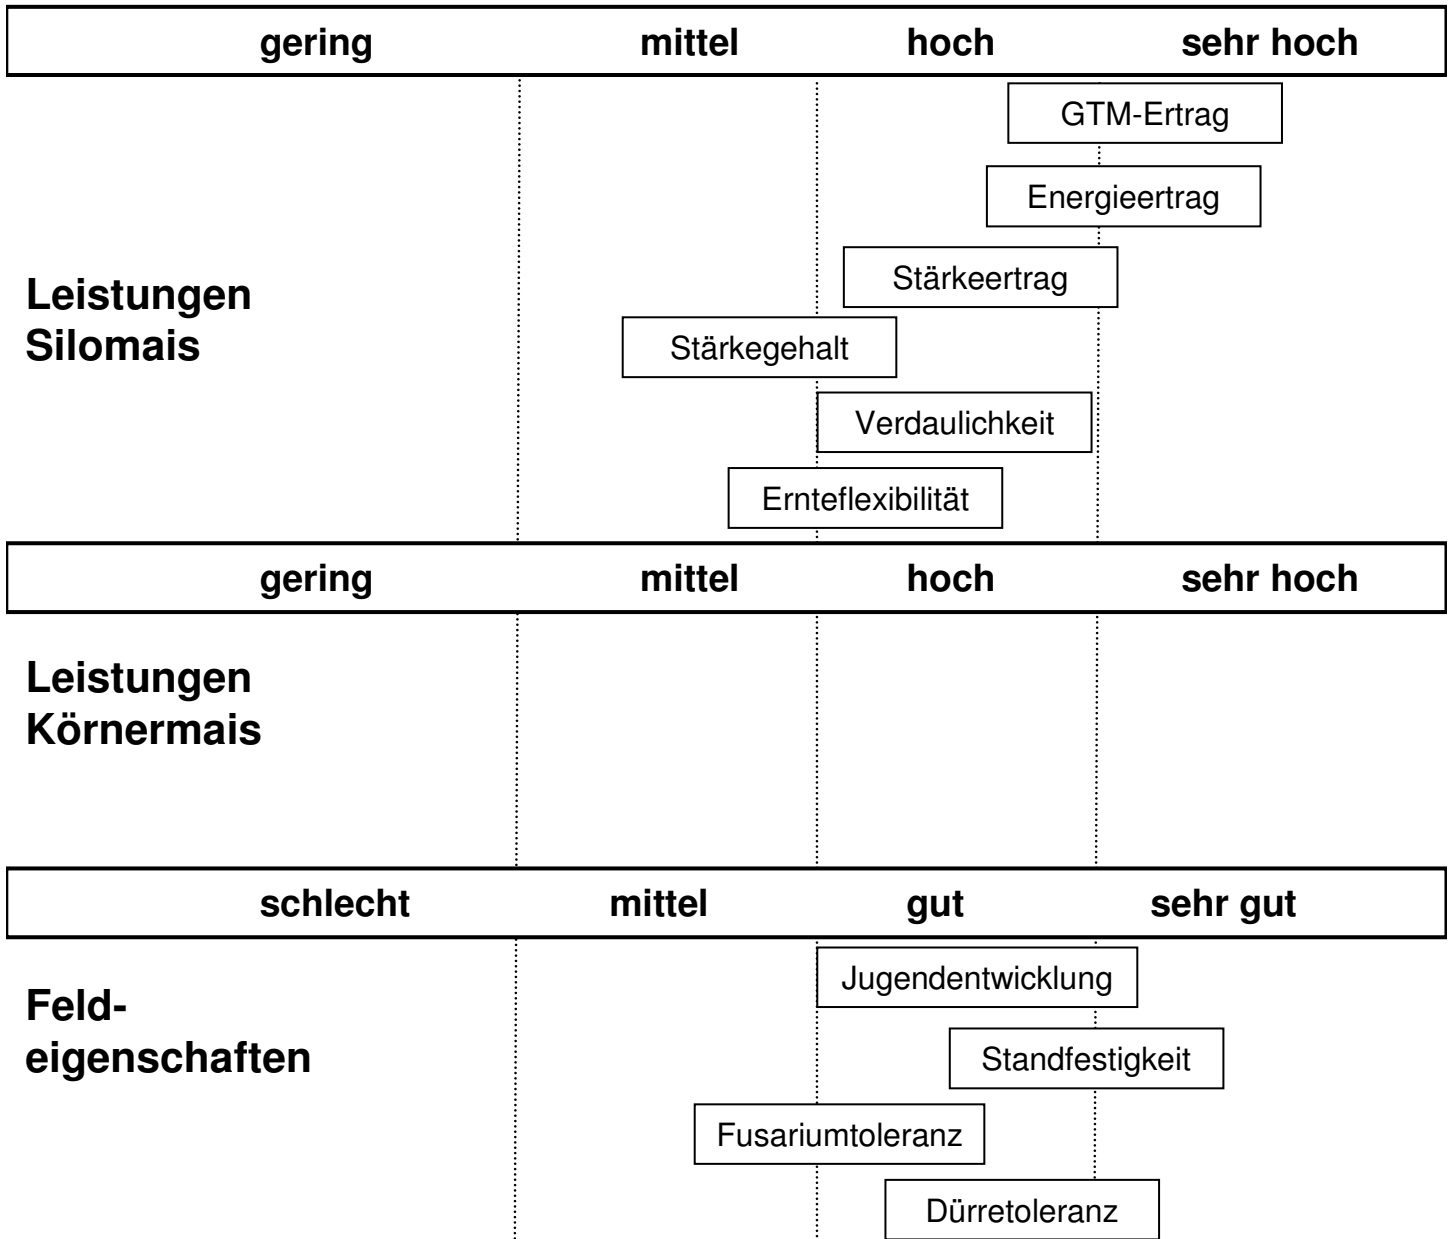 gering mittel hoch sehr hoch
GTM-Ertrag
Energieertrag
Stärkeertrag
Leistungen
Silomais
Stärkegehalt
Verdaulichkeit
Ernteflexibilität
gering mittel hoch sehr hoch
Leistungen
Körnermais
schlecht mittel gut sehr gut
Jugendentwicklung
Feld-
eigenschaften
Standfestigkeit
Fusariumtoleranz
Dürretoleranz